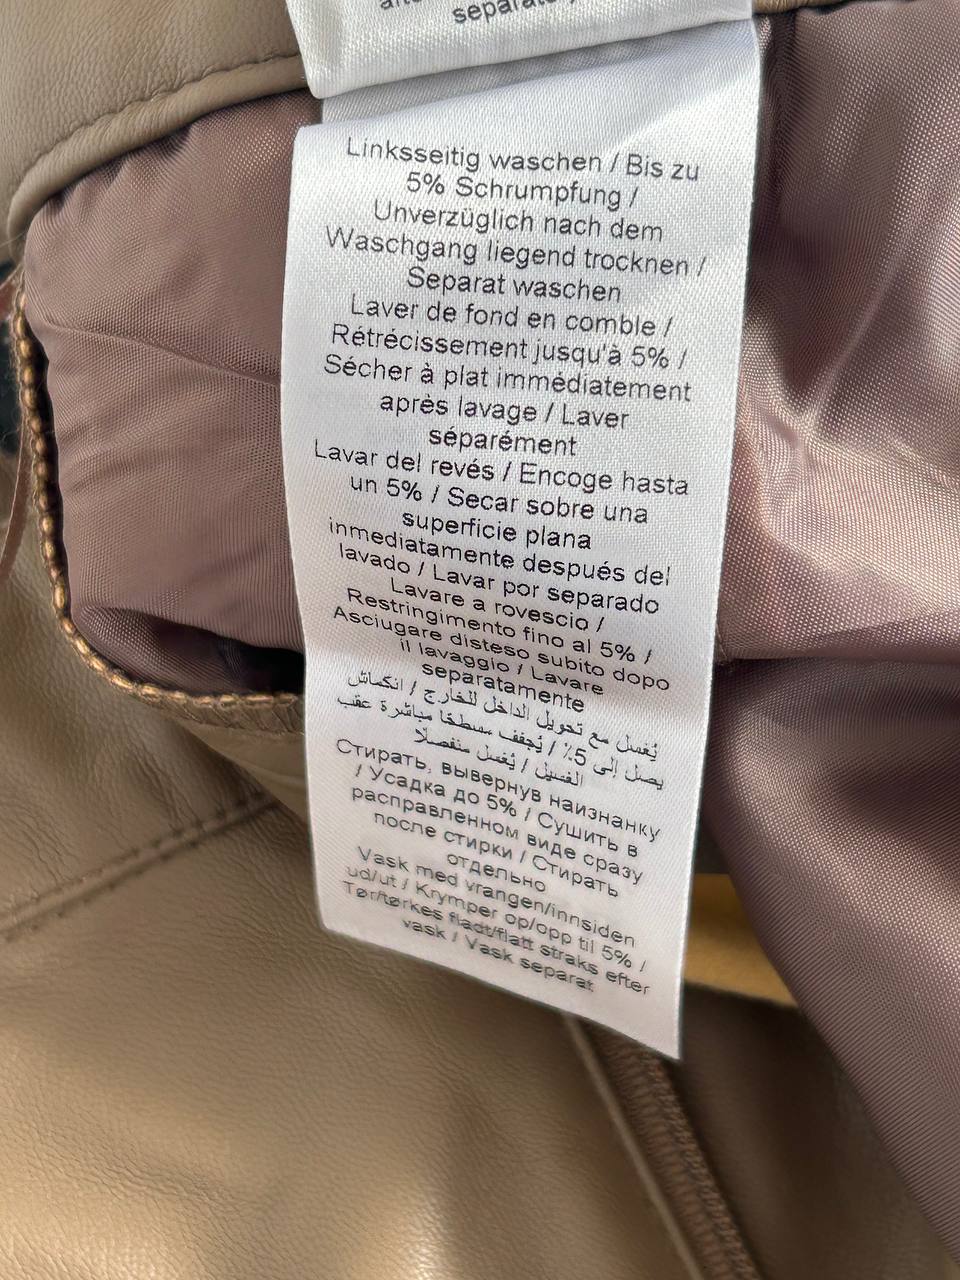 separately
Linksseitig waschen / Bis zu
5% Schrumpfung /
Unverzüglich nach dem
Waschgang liegend trocknen /
Separat waschen
Laver de fond en comble /
Rétrécissement jusqu'à 5% /
Sécher à plat immédiatement
après lavage / Laver
séparément
Lavar del revés / Encoge hasta
un 5% / Secar sobre una
superficie plana
inmediatamente después del
lavado / Lavar por separado
Lavare a rovescio /
Restringimento fino al 5% /
Asciugare disteso subito dopo
il lavaggio / Lavare
separatamente
يُغسل مع تحويل الداخل للخارج / انكماش
يصل إلى 5٪ / يُجفف مسطحًا مباشرة عقب
الغسيل / يُغسل منفصلًا
Стирать, вывернув наизнанку
/ Усадка до 5% / Сушить в
расправленном виде сразу
после стирки / Стирать
отдельно
Vask med vrangen/innsiden
ud/ut / Krymper op/opp til 5% /
Tør/tørkes fladt/flatt straks efter
vask / Vask separat